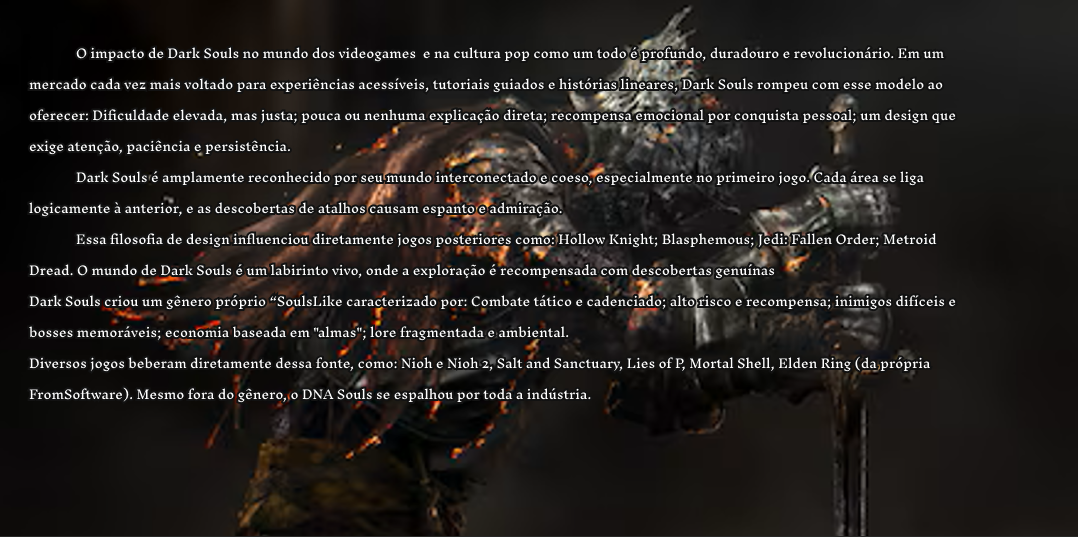 O impacto de Dark Souls no mundo dos videogames  e na cultura pop como um todo é profundo, duradouro e revolucionário. Em um
mercado cada vez mais voltado para experiências acessíveis, tutoriais guiados e histórias lineares, Dark Souls rompeu com esse modelo ao
oferecer: Dificuldade elevada, mas justa; pouca ou nenhuma explicação direta; recompensa emocional por conquista pessoal; um design que
exige atenção, paciência e persistência.
Dark Souls é amplamente reconhecido por seu mundo interconectado e coeso, especialmente no primeiro jogo. Cada área se liga
logicamente à anterior, e as descobertas de atalhos causam espanto e admiração.
Essa filosofia de design influenciou diretamente jogos posteriores como: Hollow Knight; Blasphemous; Jedi: Fallen Order; Metroid
Dread. O mundo de Dark Souls é um labirinto vivo, onde a exploração é recompensada com descobertas genuínas
Dark Souls criou um gênero próprio “SoulsLike caracterizado por: Combate tático e cadenciado; alto risco e recompensa; inimigos difíceis e
bosses memoráveis; economia baseada em "almas"; lore fragmentada e ambiental.
Diversos jogos beberam diretamente dessa fonte, como: Nioh e Nioh 2, Salt and Sanctuary, Lies of P, Mortal Shell, Elden Ring (da própria
FromSoftware). Mesmo fora do gênero, o DNA Souls se espalhou por toda a indústria.